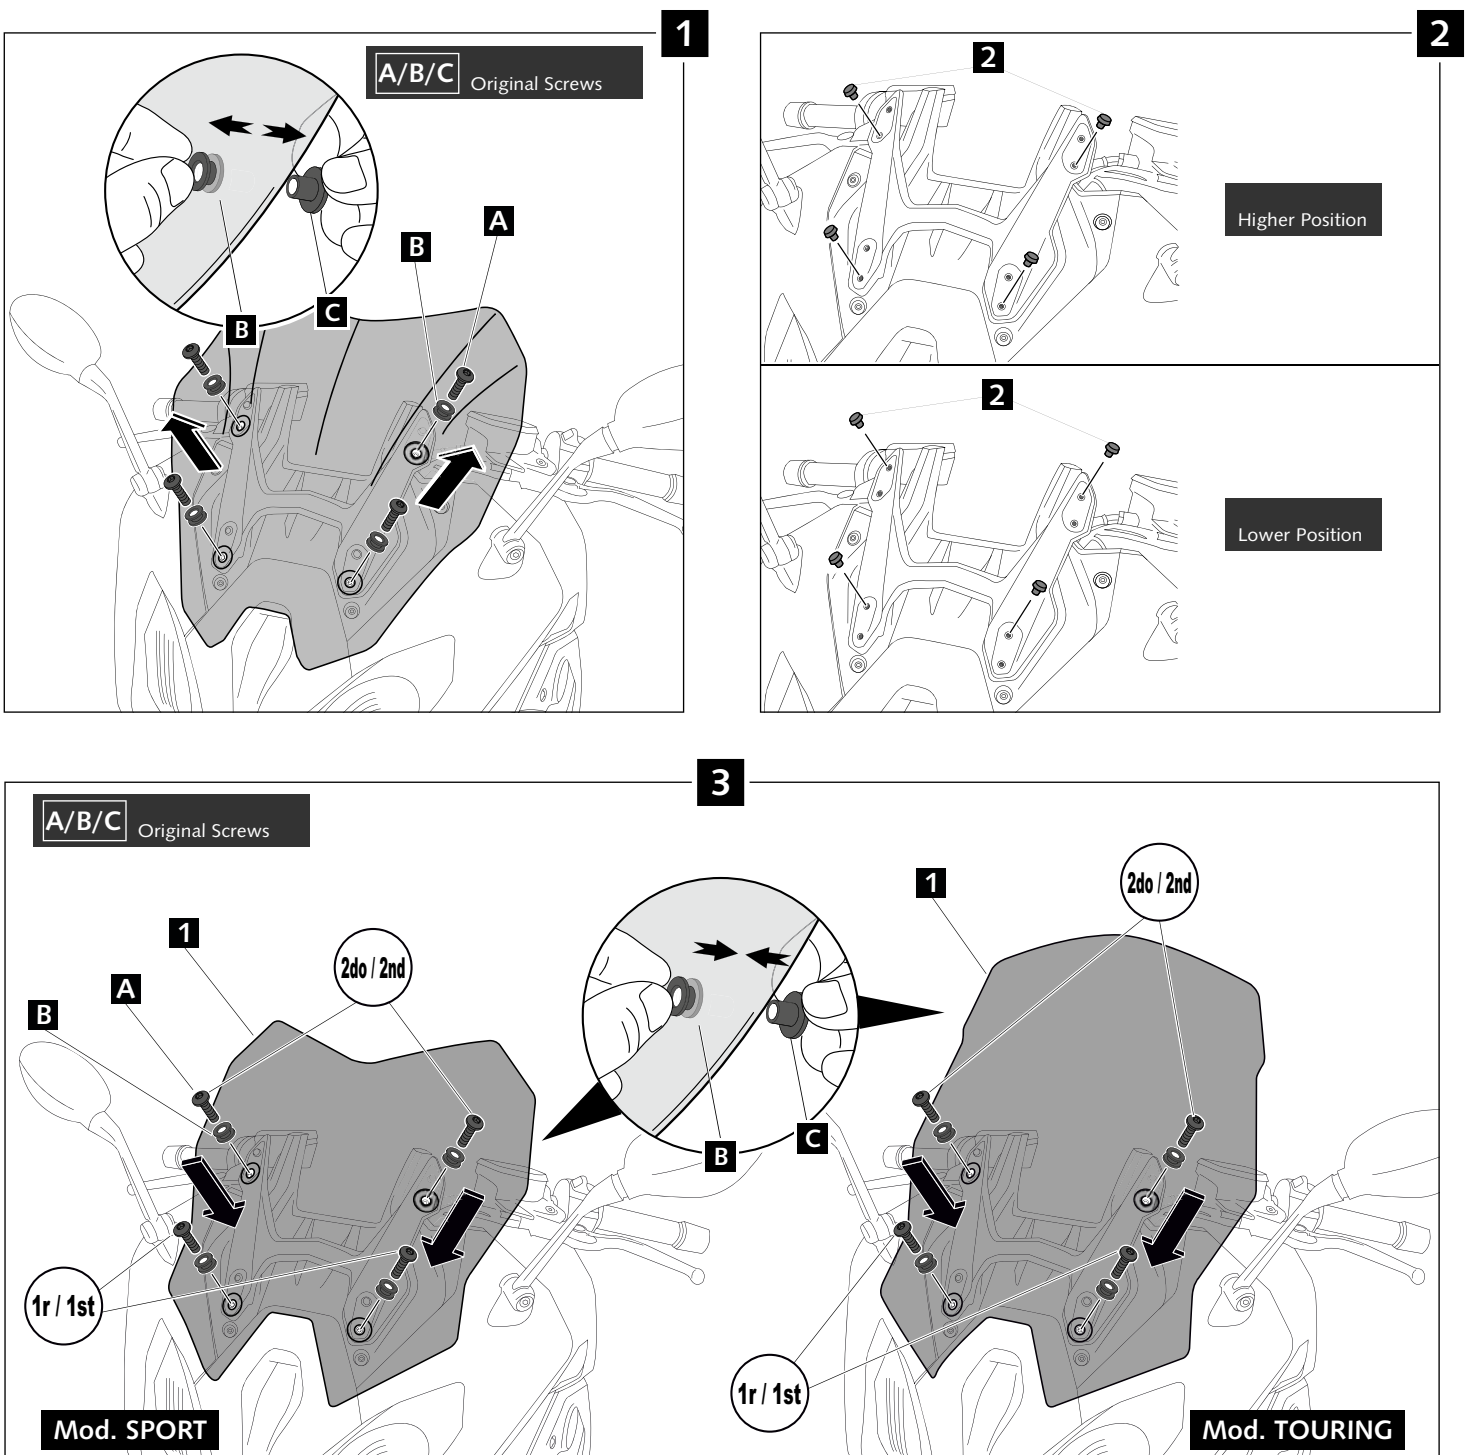 1
A/B/C Original Screws
B
A
B
C
2
2
Higher Position
2
Lower Position
3
A/B/C Original Screws
1
2do / 2nd
1
2do / 2nd
A
B
B
C
1r / 1st
1r / 1st
Mod. SPORT
Mod. TOURING